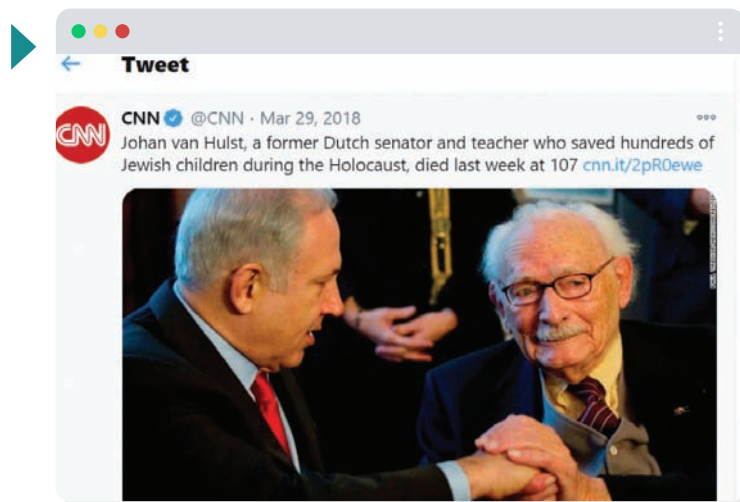 Tweet
CNN @CNN · Mar 29, 2018
CNN
Johan van Hulst, a former Dutch senator and teacher who saved hundreds of
Jewish children during the Holocaust, died last week at 107 cnn.it/2pR0ewe